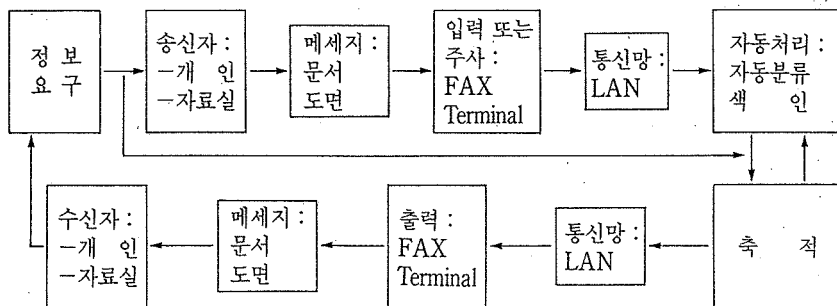 정 보
요 구
송신자 :
-개 인
-자료실
메세지 :
문서
도면
입력 또는
주사 :
FAX
Terminal
통신망 :
LAN
자동처리 :
자동분류
색 인
수신자 :
-개 인
-자료실
메세지 :
문서
도면
출력 :
FAX
Terminal
통신망 :
LAN
축 적